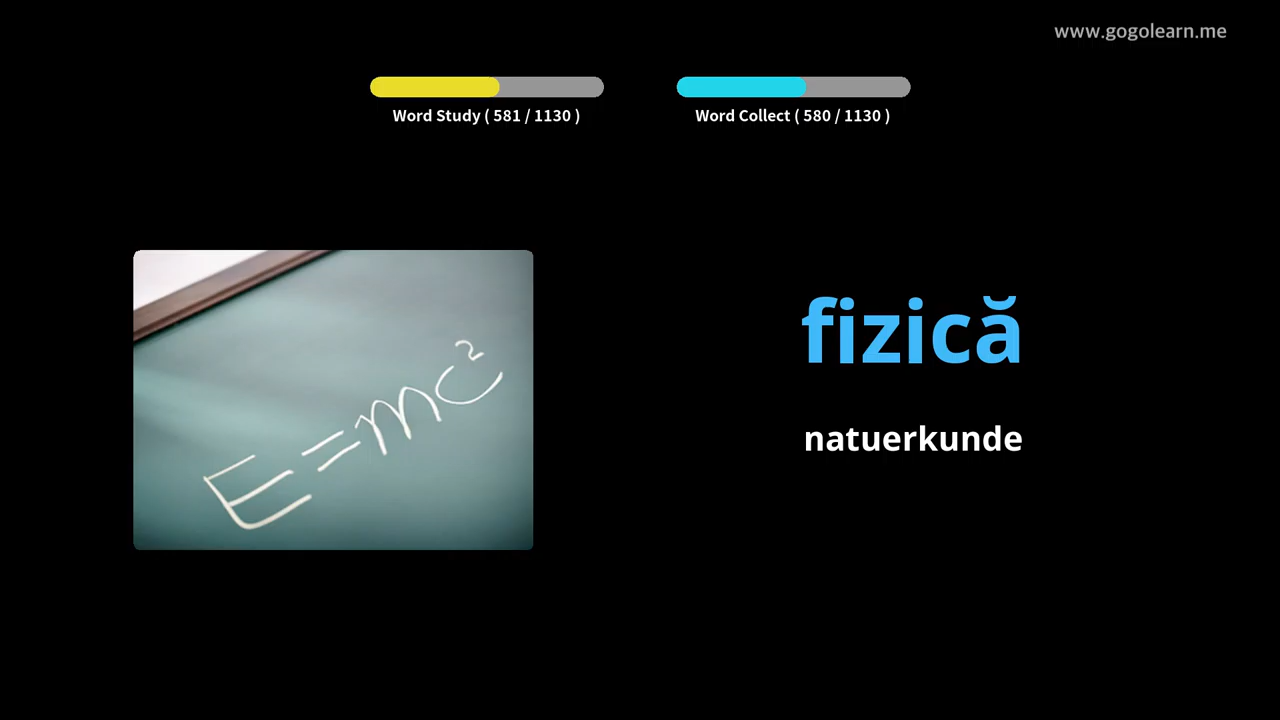 www.gogolearn.me
Word Study ( 581 / 1130 )
Word Collect ( 580 / 1130 )
E=mc²
fizică
natuerkunde